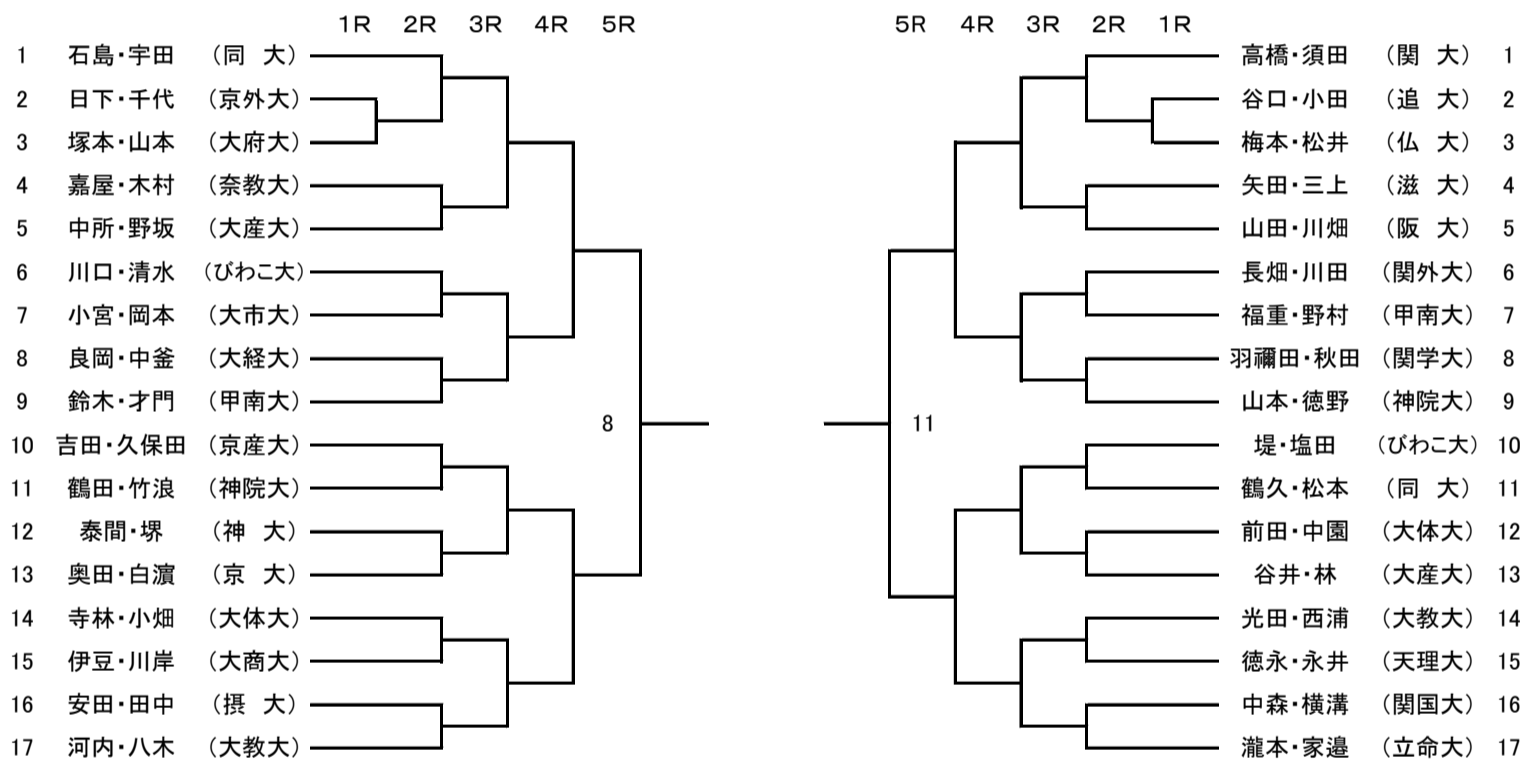 1R 2R 3R 4R 5R 5R 4R 3R 2R 1R
1 石島・宇田 (同 大) 高橋・須田 (関 大) 1
2 日下・千代 (京外大) 谷口・小田 (追 大) 2
3 塚本・山本 (大府大) 梅本・松井 (仏 大) 3
4 嘉屋・木村 (奈教大) 矢田・三上 (滋 大) 4
5 中所・野坂 (大産大) 山田・川畑 (阪 大) 5
6 川口・清水 (びわこ大) 長畑・川田 (関外大) 6
7 小宮・岡本 (大市大) 福重・野村 (甲南大) 7
8 良岡・中釜 (大経大) 羽禰田・秋田 (関学大) 8
9 鈴木・才門 (甲南大) 山本・徳野 (神院大) 9
8 11
10 吉田・久保田 (京産大) 堤・塩田 (びわこ大) 10
11 鶴田・竹浪 (神院大) 鶴久・松本 (同 大) 11
12 泰間・堺 (神 大) 前田・中園 (大体大) 12
13 奥田・白濵 (京 大) 谷井・林 (大産大) 13
14 寺林・小畑 (大体大) 光田・西浦 (大教大) 14
15 伊豆・川岸 (大商大) 徳永・永井 (天理大) 15
16 安田・田中 (摂 大) 中森・横溝 (関国大) 16
17 河内・八木 (大教大) 瀧本・家邉 (立命大) 17